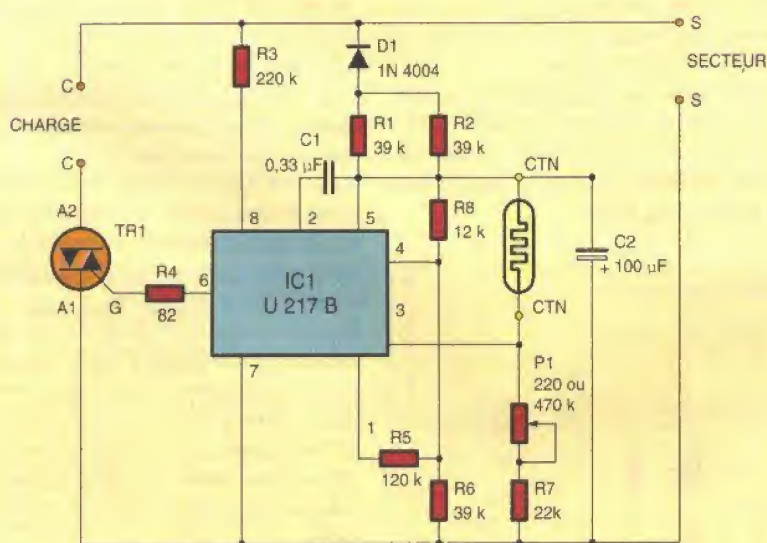 S
SECTEUR
S
D1
1N 4004
R3
220 k
C
CHARGE
C
R1
39 k
R2
39 k
C1
0,33 µF
CTN
8
2
5
R8
12 k
A2
TR1
4
C2
+ 100 µF
R4
82
6
IC1
U 217 B
3
A1
G
CTN
7
P1
220 ou
470 k
1
R5
120 k
R6
39 k
R7
22k